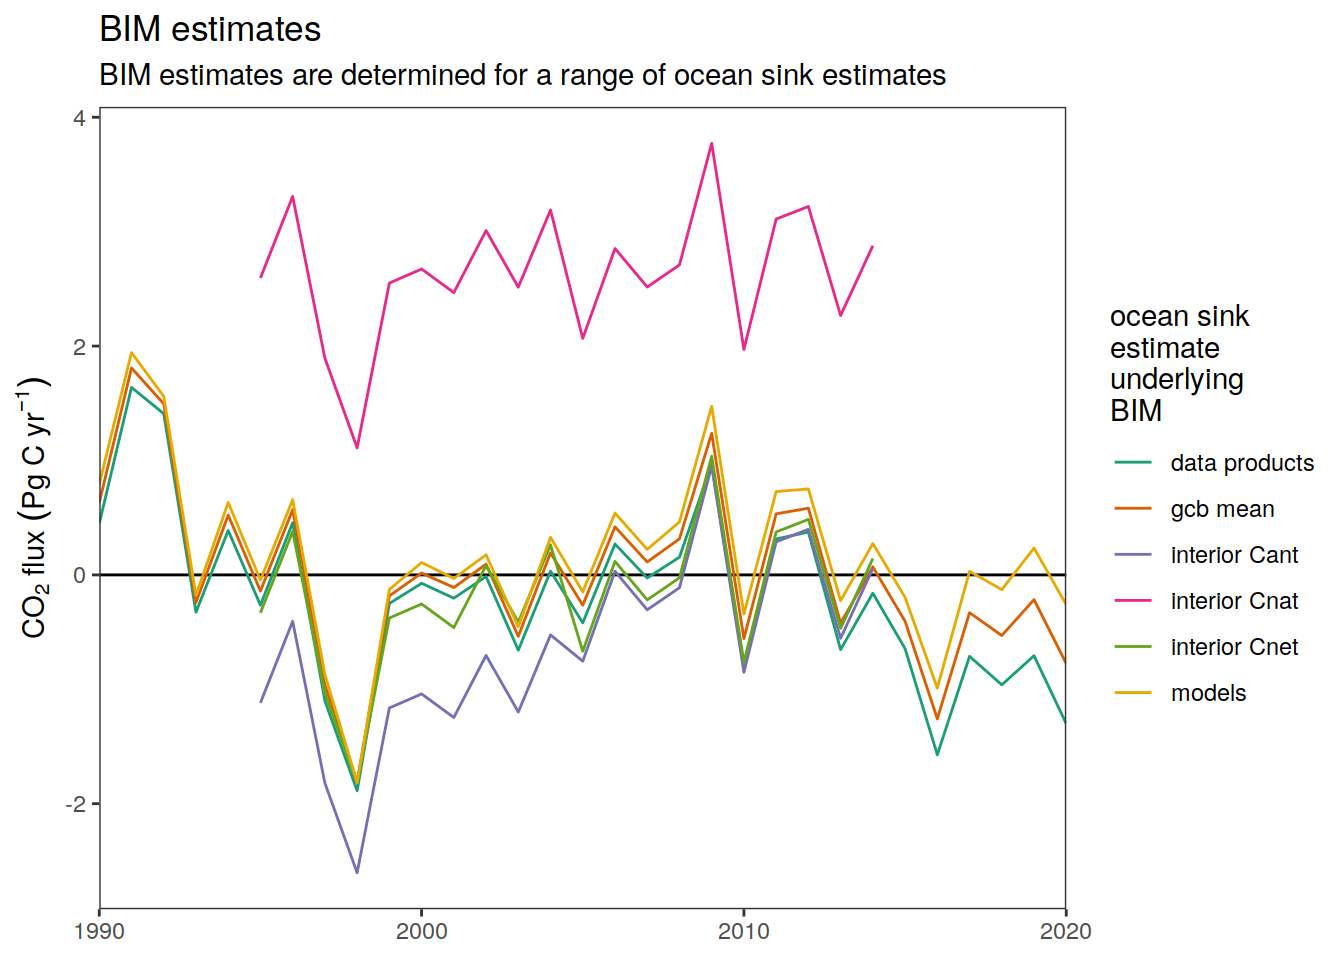 BIM estimates
BIM estimates are determined for a range of ocean sink estimates
CO₂ flux (Pg C yr⁻¹)
4
2
0
-2
1990
2000
2010
2020
ocean sink
estimate
underlying
BIM
data products
gcb mean
interior Cant
interior Cnat
interior Cnet
models